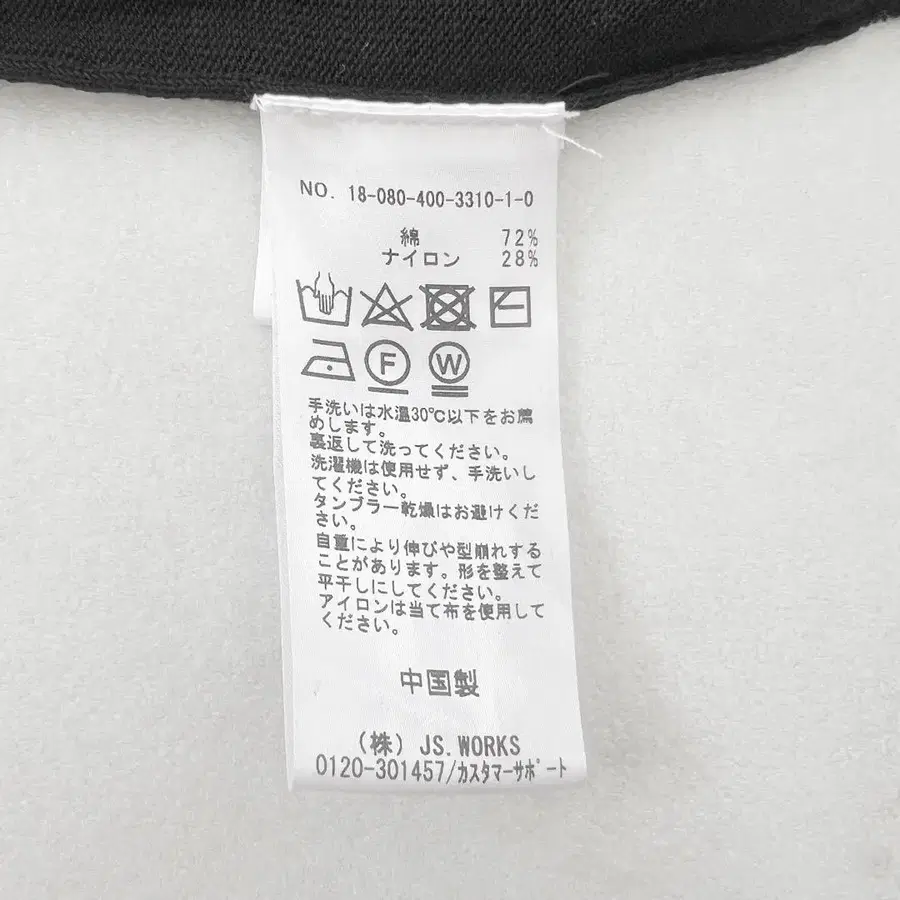 NO. 18-080-400-3310-1-0
綿 72%
ナイロン 28%
F W
手洗いは水温30℃以下をお薦
めします。
裏返して洗ってください。
洗濯機は使用せず、手洗いし
てください。
タンブラー乾燥はお避けくだ
さい。
自重により伸びや型崩れする
ことがあります。形を整えて
平干しにしてください。
アイロンは当て布を使用して
ください。
中国製
(株) JS.WORKS
0120-301457/カスタマーサポート